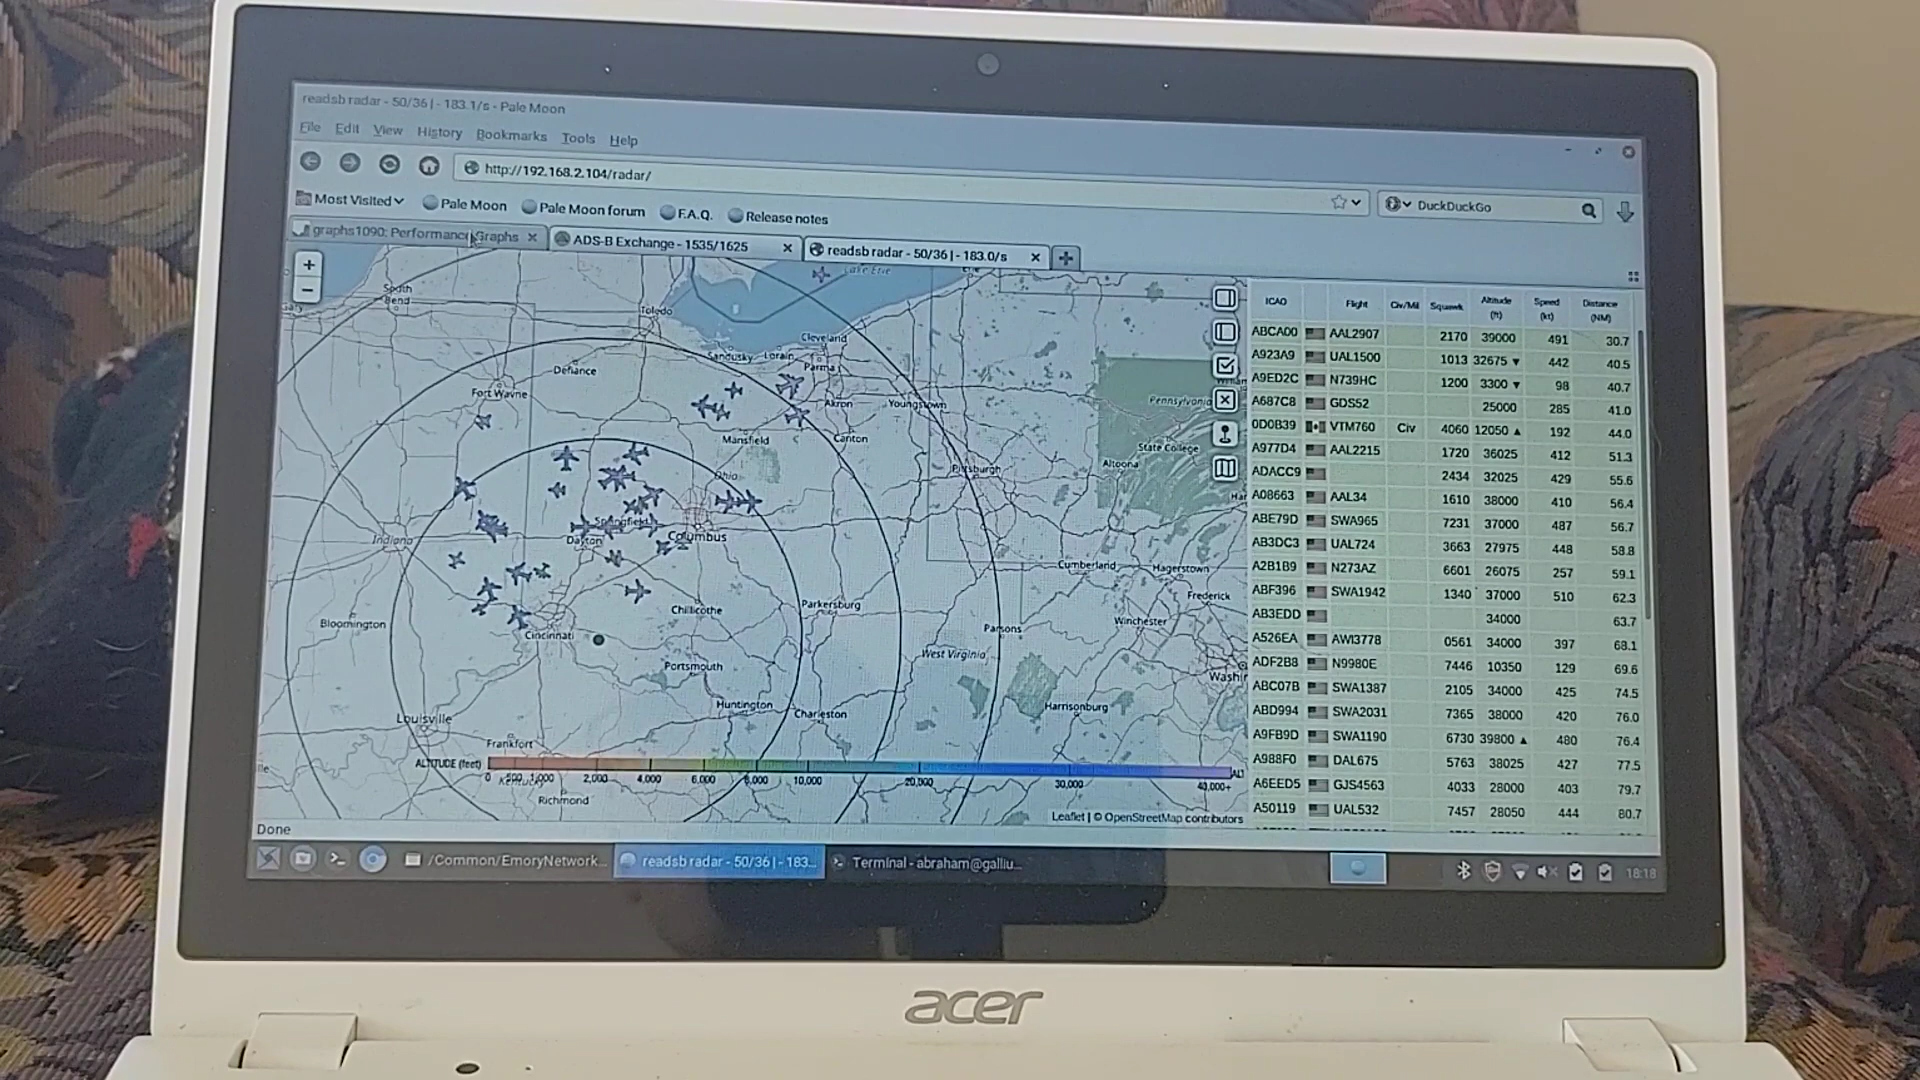 readsb radar - 50/36 | - 183.1/s - Pale Moon
File Edit View History Bookmarks Tools Help
http://192.168.2.104/radar/
DuckDuckGo
Most Visited Pale Moon Pale Moon forum F.A.Q. Release notes
graphs1090: Performance Graphs
ADS-B Exchange - 1535/1625
readsb radar - 50/36 | - 183.0/s
+
−
South Bend
Gary
Toledo
Lake Erie
Erie
Cleveland
Sandusky
Lorain
Parma
Defiance
Fort Wayne
Akron
Youngstown
Pennsylvania
Mansfield
Canton
State College
Altoona
Pittsburgh
Ohio
Indiana
Springfield
Dayton
Columbus
Cumberland
Hagerstown
Frederick
Bloomington
Chillicothe
Parkersburg
Parsons
Winchester
Cincinnati
West Virginia
Portsmouth
Washin
Huntington
Charleston
Harrisonburg
Louisville
Frankfort
Kentucky
Richmond
ALTITUDE (feet)
0 500 1,000 2,000 4,000 6,000 8,000 10,000 20,000 30,000 40,000+
Leaflet | © OpenStreetMap contributors
ICAO Flight Civ/Mil Squawk Altitude (ft) Speed (kt) Distance (NM)
ABCA00 AAL2907 2170 39000 491 30.7
A923A9 UAL1500 1013 32675 ▼ 442 40.5
A9ED2C N739HC 1200 3300 ▼ 98 40.7
A687C8 GDS52 25000 285 41.0
0D0B39 VTM760 Civ 4060 12050 ▲ 192 44.0
A977D4 AAL2215 1720 36025 412 51.3
ADACC9 2434 32025 429 55.6
A08663 AAL34 1610 38000 410 56.4
ABE79D SWA965 7231 37000 487 56.7
AB3DC3 UAL724 3663 27975 448 58.8
A2B1B9 N273AZ 6601 26075 257 59.1
ABF396 SWA1942 1340 37000 510 62.3
AB3EDD 34000 63.7
A526EA AWI3778 0561 34000 397 68.1
ADF2B8 N9980E 7446 10350 129 69.6
ABC07B SWA1387 2105 34000 425 74.5
ABD994 SWA2031 7365 38000 420 76.0
A9FB9D SWA1190 6730 39800 ▲ 480 76.4
A988F0 DAL675 5763 38025 427 77.5
A6EED5 GJS4563 4033 28000 403 79.7
A50119 UAL532 7457 28050 444 80.7
Done
/Common/EmoryNetwork...
readsb radar - 50/36 | - 183...
Terminal - abraham@galliu...
18:18
acer